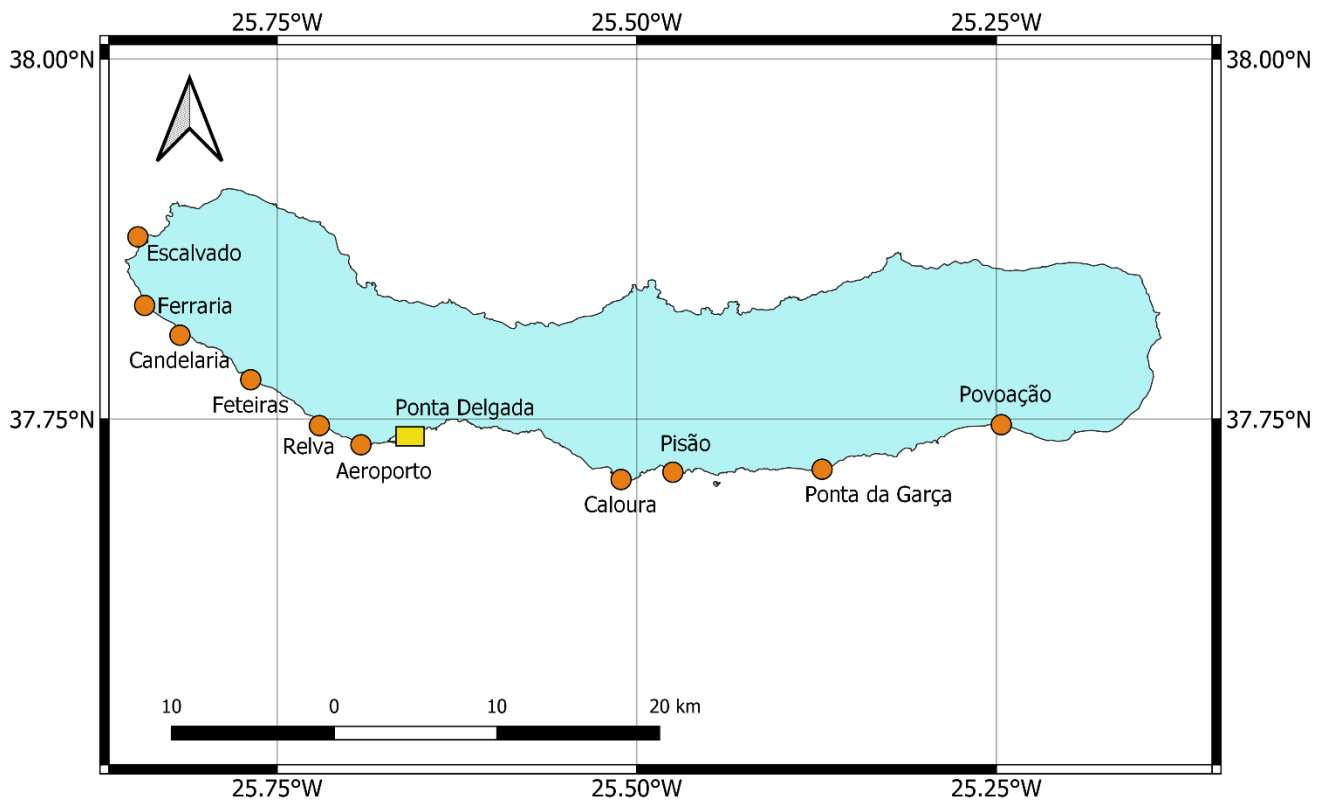 25.75°W 25.50°W 25.25°W
38.00°N 38.00°N
Escalvado
Ferraria
Candelaria
Feteiras
Ponta Delgada
Povoação
37.75°N 37.75°N
Relva
Aeroporto
Pisão
Caloura
Ponta da Garça
10 0 10 20 km
25.75°W 25.50°W 25.25°W